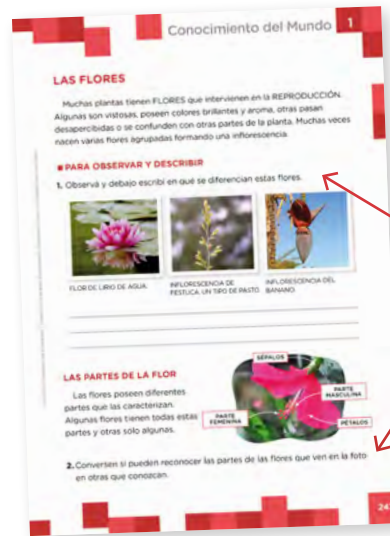 Conocimiento del Mundo 1
LAS FLORES
Muchas plantas tienen FLORES que intervienen en la REPRODUCCIÓN.
Algunas son vistosas, poseen colores brillantes y aroma, otras pasan
desapercibidas o se confunden con otras partes de la planta. Muchas veces
nacen varias flores agrupadas formando una inflorescencia.
PARA OBSERVAR Y DESCRIBIR
1. Observá y debajo escribí en qué se diferencian estas flores.
FLOR DE LIRIO DE AGUA.
INFLORESCENCIA DE
FESTUCA, UN TIPO DE PASTO.
INFLORESCENCIA DEL
BANANO.
LAS PARTES DE LA FLOR
Las flores poseen diferentes
partes que las caracterizan.
Algunas flores tienen todas estas
partes y otras solo algunas.
SÉPALOS
PARTE
MASCULINA
PARTE
FEMENINA
PÉTALOS
2. Conversen si pueden reconocer las partes de las flores que ven en la foto
en otras que conozcan.